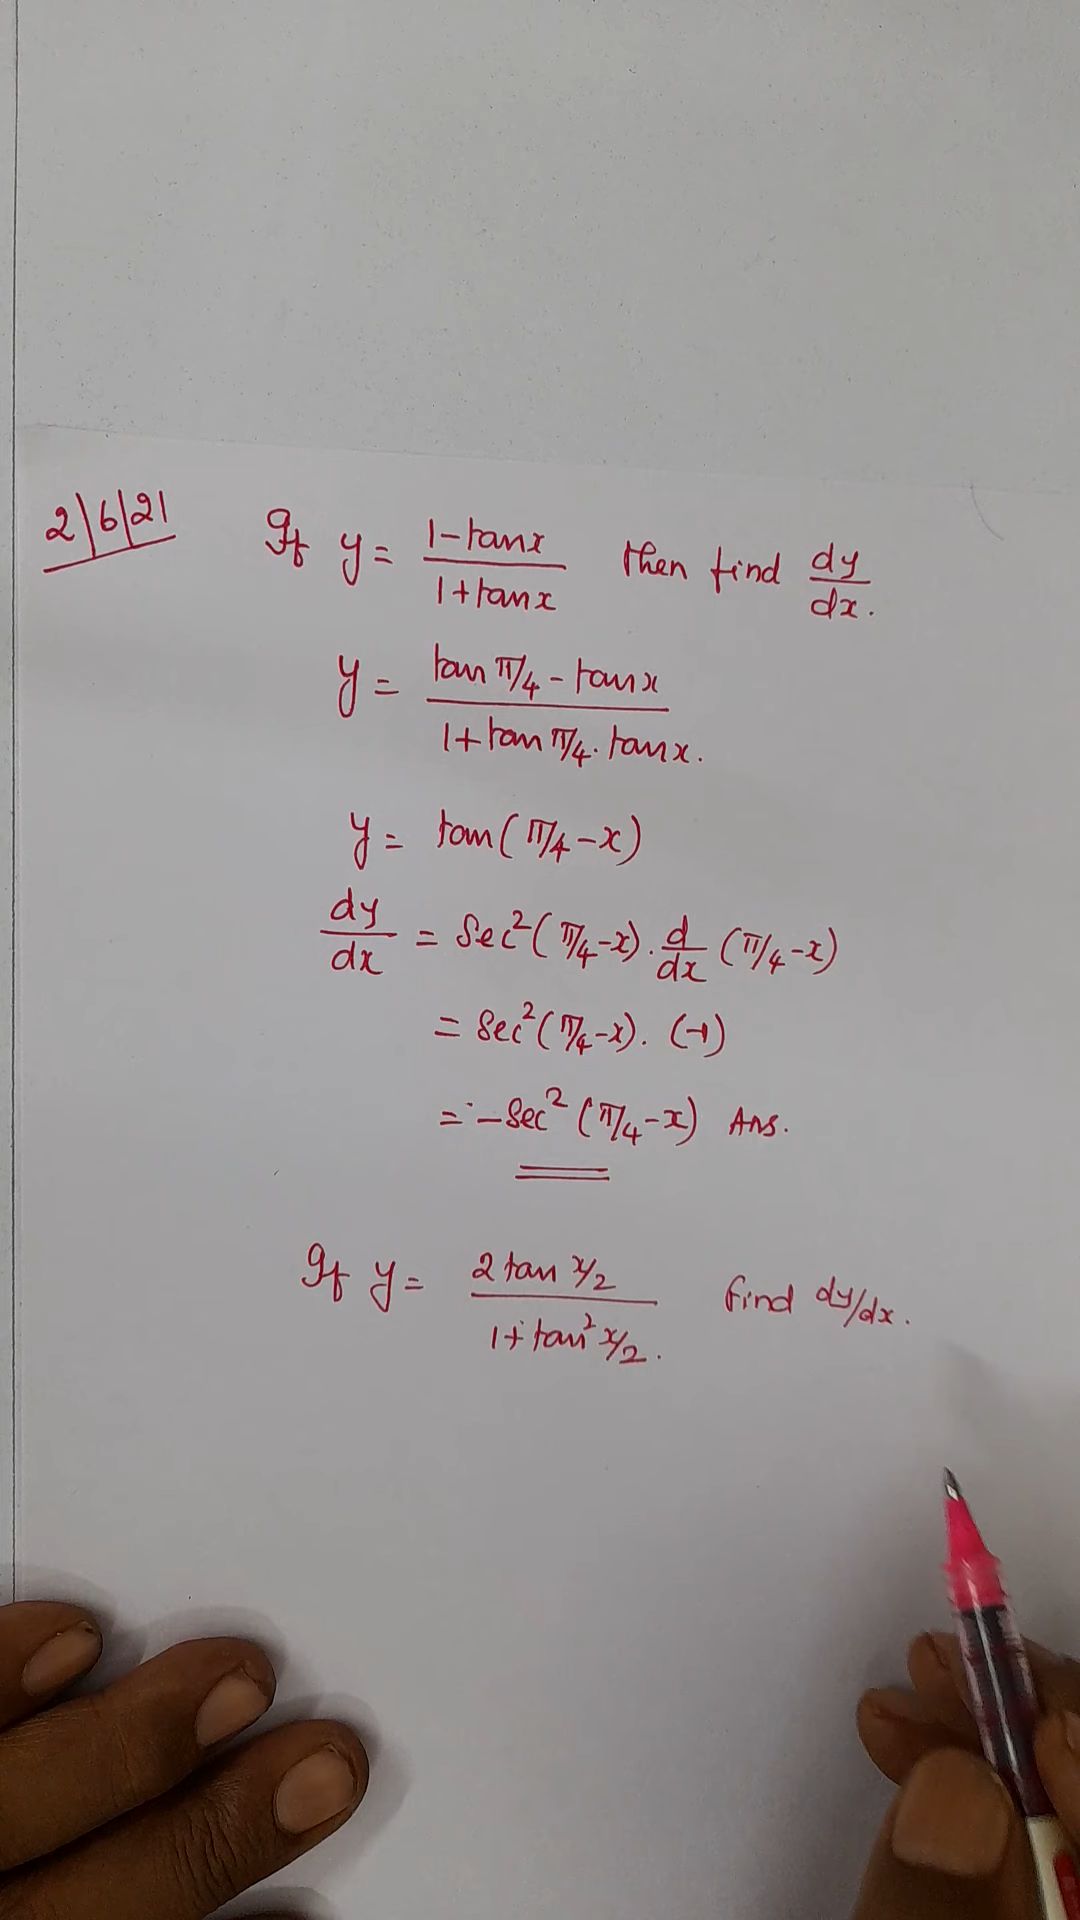 2/6/21 If y = (1-tanx)/(1+tanx) then find dy/dx.
y = (tan π/4 - tanx)/(1+tan π/4 . tanx.)
y = tan(π/4-x)
dy/dx = Sec²(π/4-x). d/dx (π/4-x)
= Sec²(π/4-x). (-1)
= -Sec²(π/4-x) Ans.
If y = (2 tan x/2)/(1+tan² x/2.) find dy/dx.